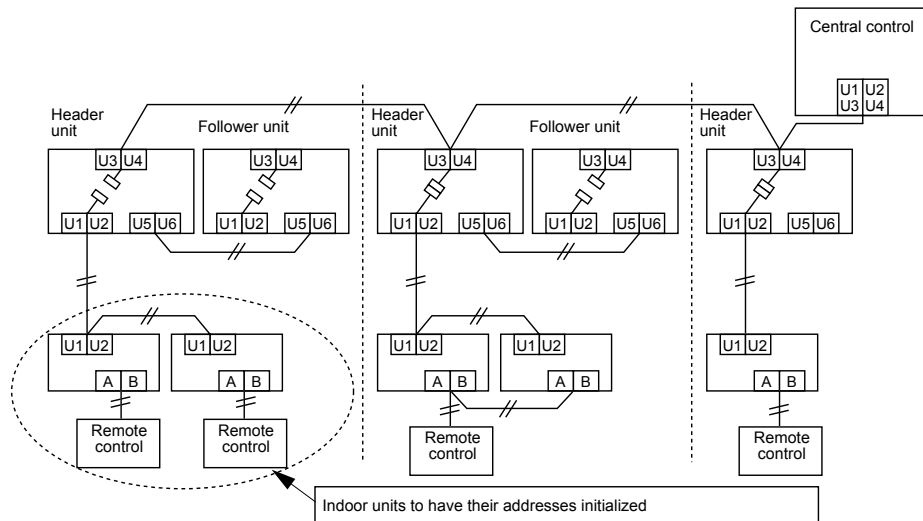 Central control
U1 U2
U3 U4
Header
unit
Follower unit
Header
unit
Follower unit
Header
unit
U3 U4
U3 U4
U3 U4
U3 U4
U3 U4
U1 U2
U5 U6
U1 U2
U5 U6
U1 U2
U5 U6
U1 U2
U5 U6
U1 U2
U5 U6
U1 U2
U1 U2
U1 U2
U1 U2
U1 U2
A B
A B
A B
A B
A B
Remote
control
Remote
control
Remote
control
Remote
control
Indoor units to have their addresses initialized